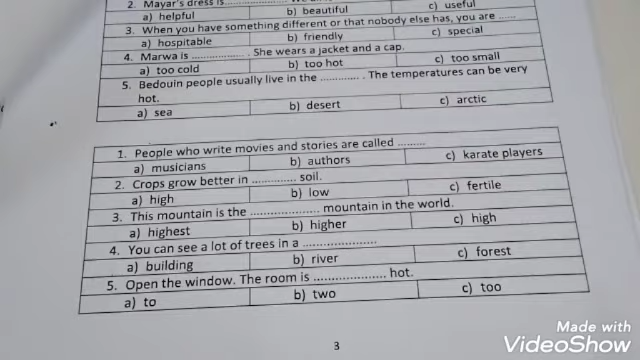 2. Mayar's dress is..................
a) helpful b) beautiful c) useful
3. When you have something different or that nobody else has, you are ......
a) hospitable b) friendly c) special
4. Marwa is ................ . She wears a jacket and a cap.
a) too cold b) too hot c) too small
5. Bedouin people usually live in the ............ . The temperatures can be very
hot.
a) sea b) desert c) arctic
1. People who write movies and stories are called .........
a) musicians b) authors c) karate players
2. Crops grow better in ............. soil.
a) high b) low c) fertile
3. This mountain is the .................... mountain in the world.
a) highest b) higher c) high
4. You can see a lot of trees in a .....................
a) building b) river c) forest
5. Open the window. The room is .................... hot.
a) to b) two c) too
3
Made with
VideoShow